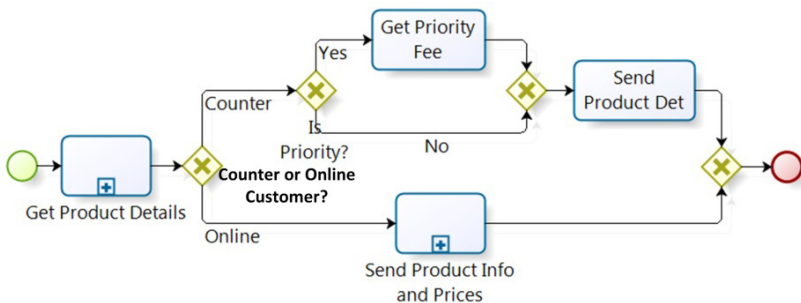 Get Priority
Fee
Yes
Send
Product Det
Counter
Is
Priority?
No
Counter or Online
Customer?
Get Product Details
Online
Send Product Info
and Prices